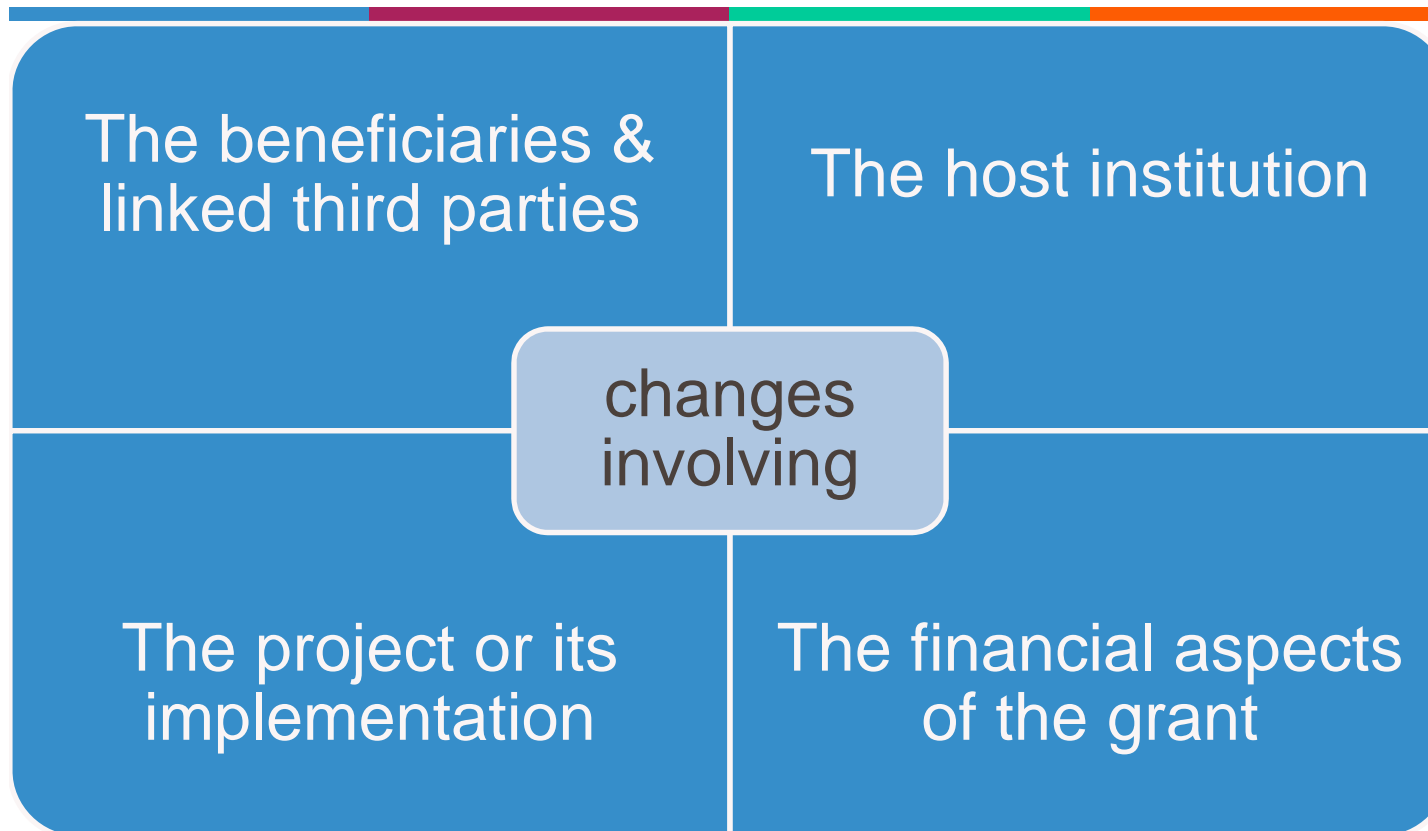 The beneficiaries &
linked third parties
The host institution
changes
involving
The project or its
implementation
The financial aspects
of the grant